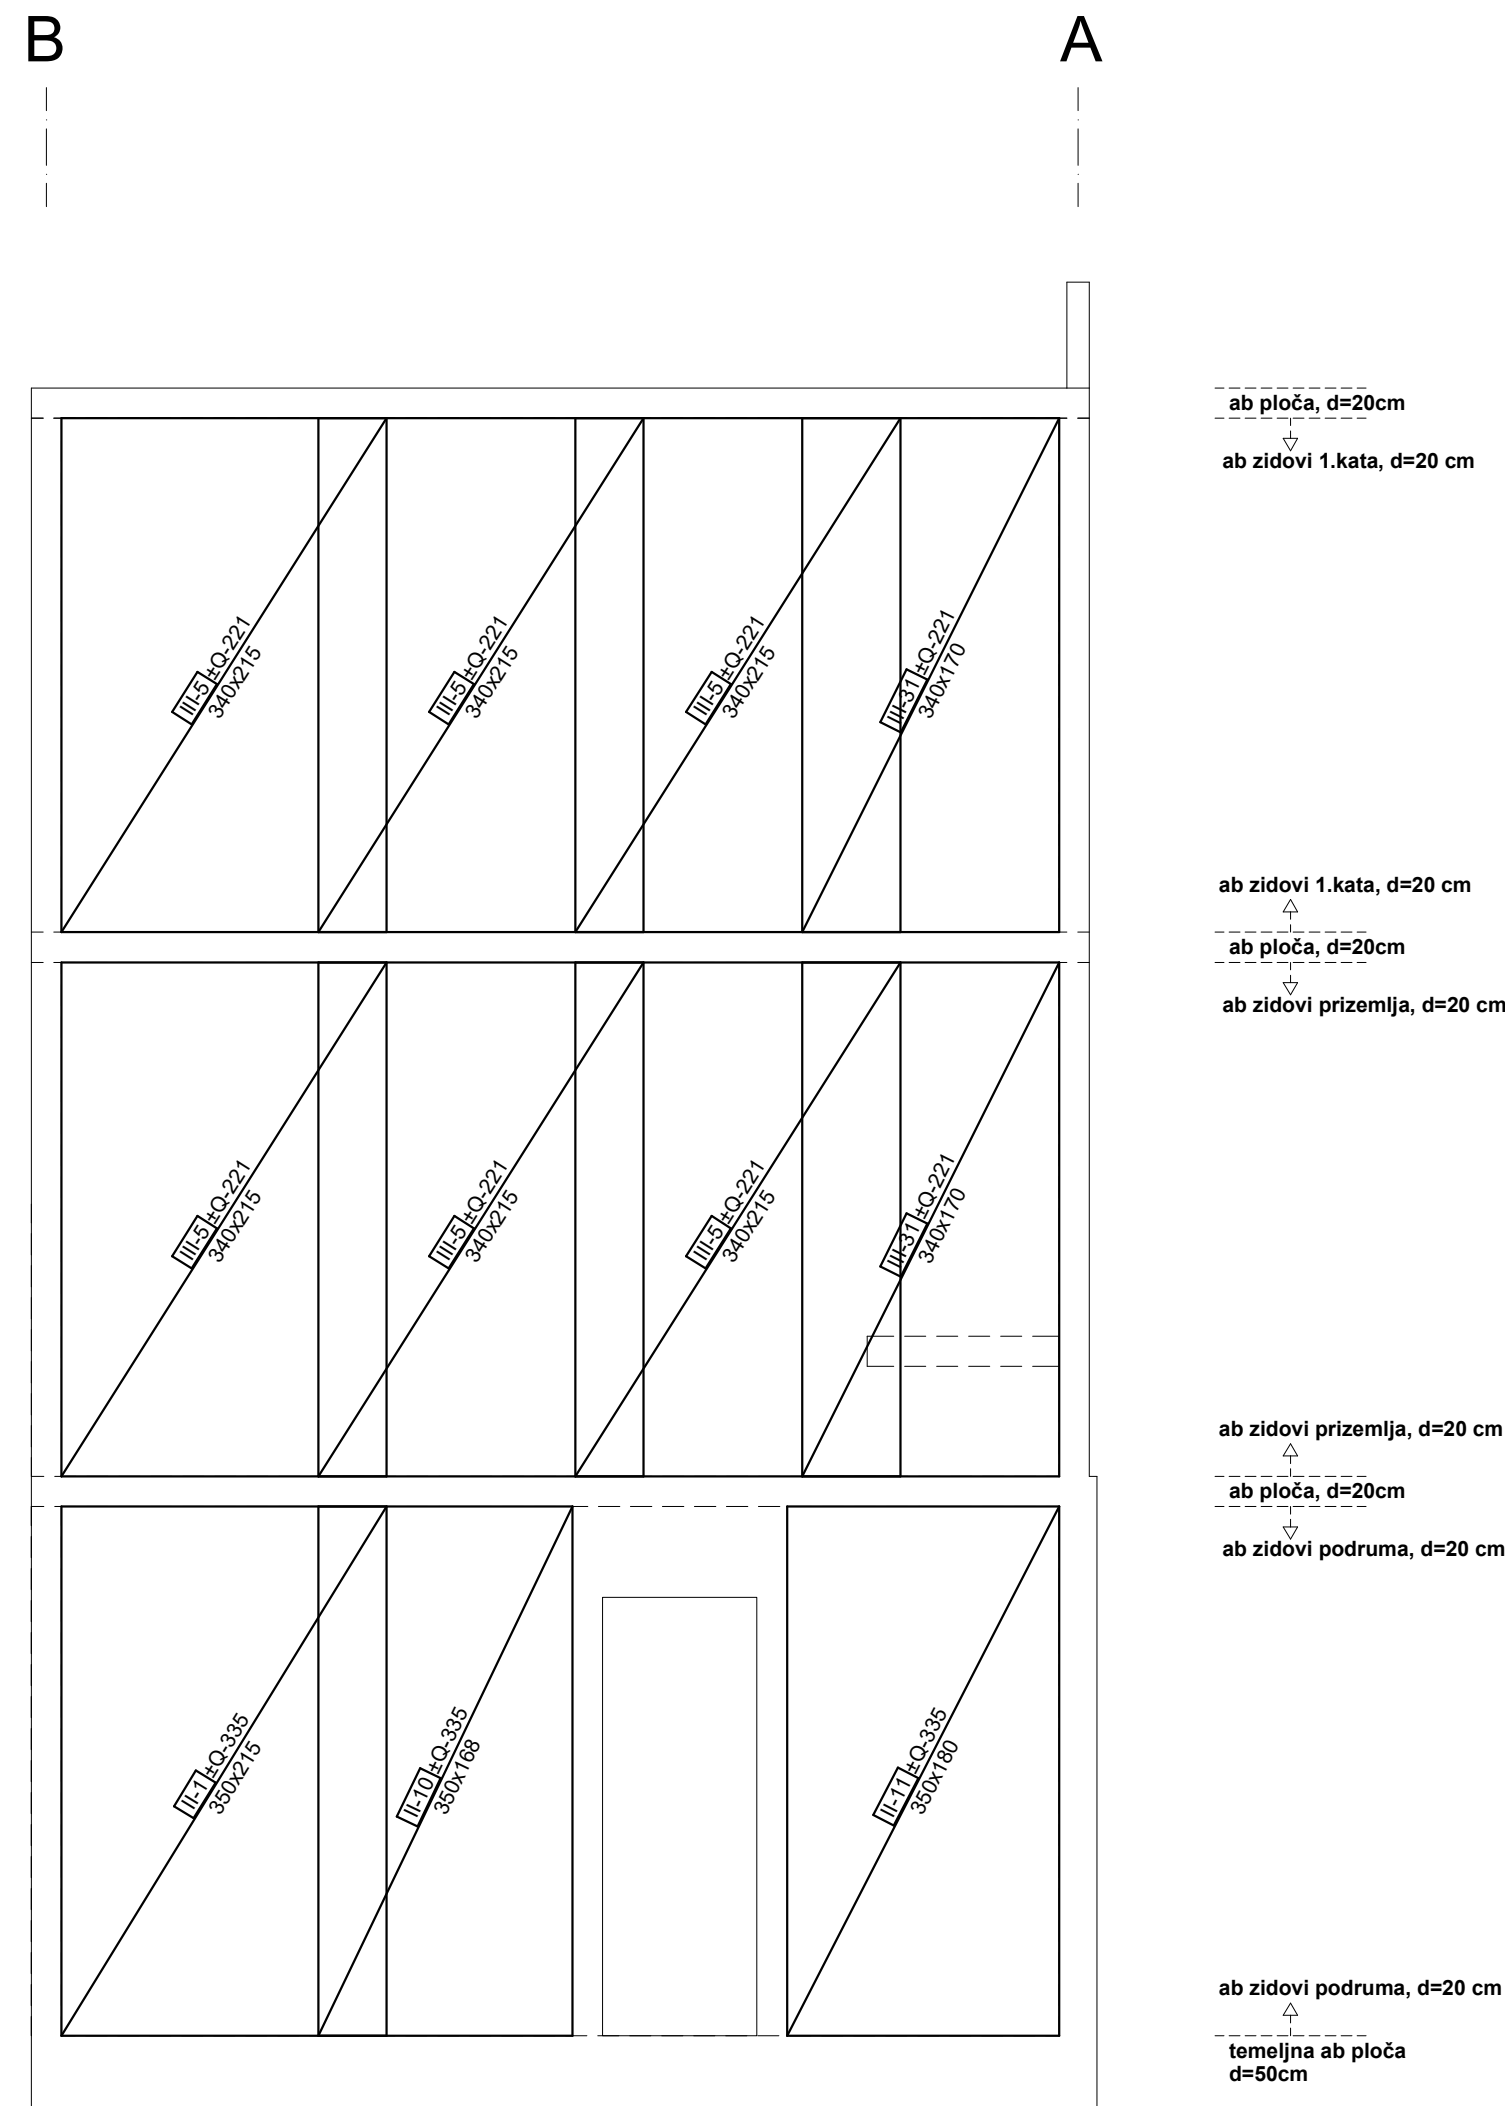 B
A
ab ploča, d=20cm
ab zidovi 1.kata, d=20 cm
III-5 ±Q-221
340x215
III-5 ±Q-221
340x215
III-5 ±Q-221
340x215
III-31 ±Q-221
340x170
ab zidovi 1.kata, d=20 cm
ab ploča, d=20cm
ab zidovi prizemlja, d=20 cm
III-5 ±Q-221
340x215
III-5 ±Q-221
340x215
III-5 ±Q-221
340x215
III-31 ±Q-221
340x170
ab zidovi prizemlja, d=20 cm
ab ploča, d=20cm
ab zidovi podruma, d=20 cm
II-1 ±Q-335
350x215
II-10 ±Q-335
350x168
II-11 ±Q-335
350x180
ab zidovi podruma, d=20 cm
temeljna ab ploča
d=50cm